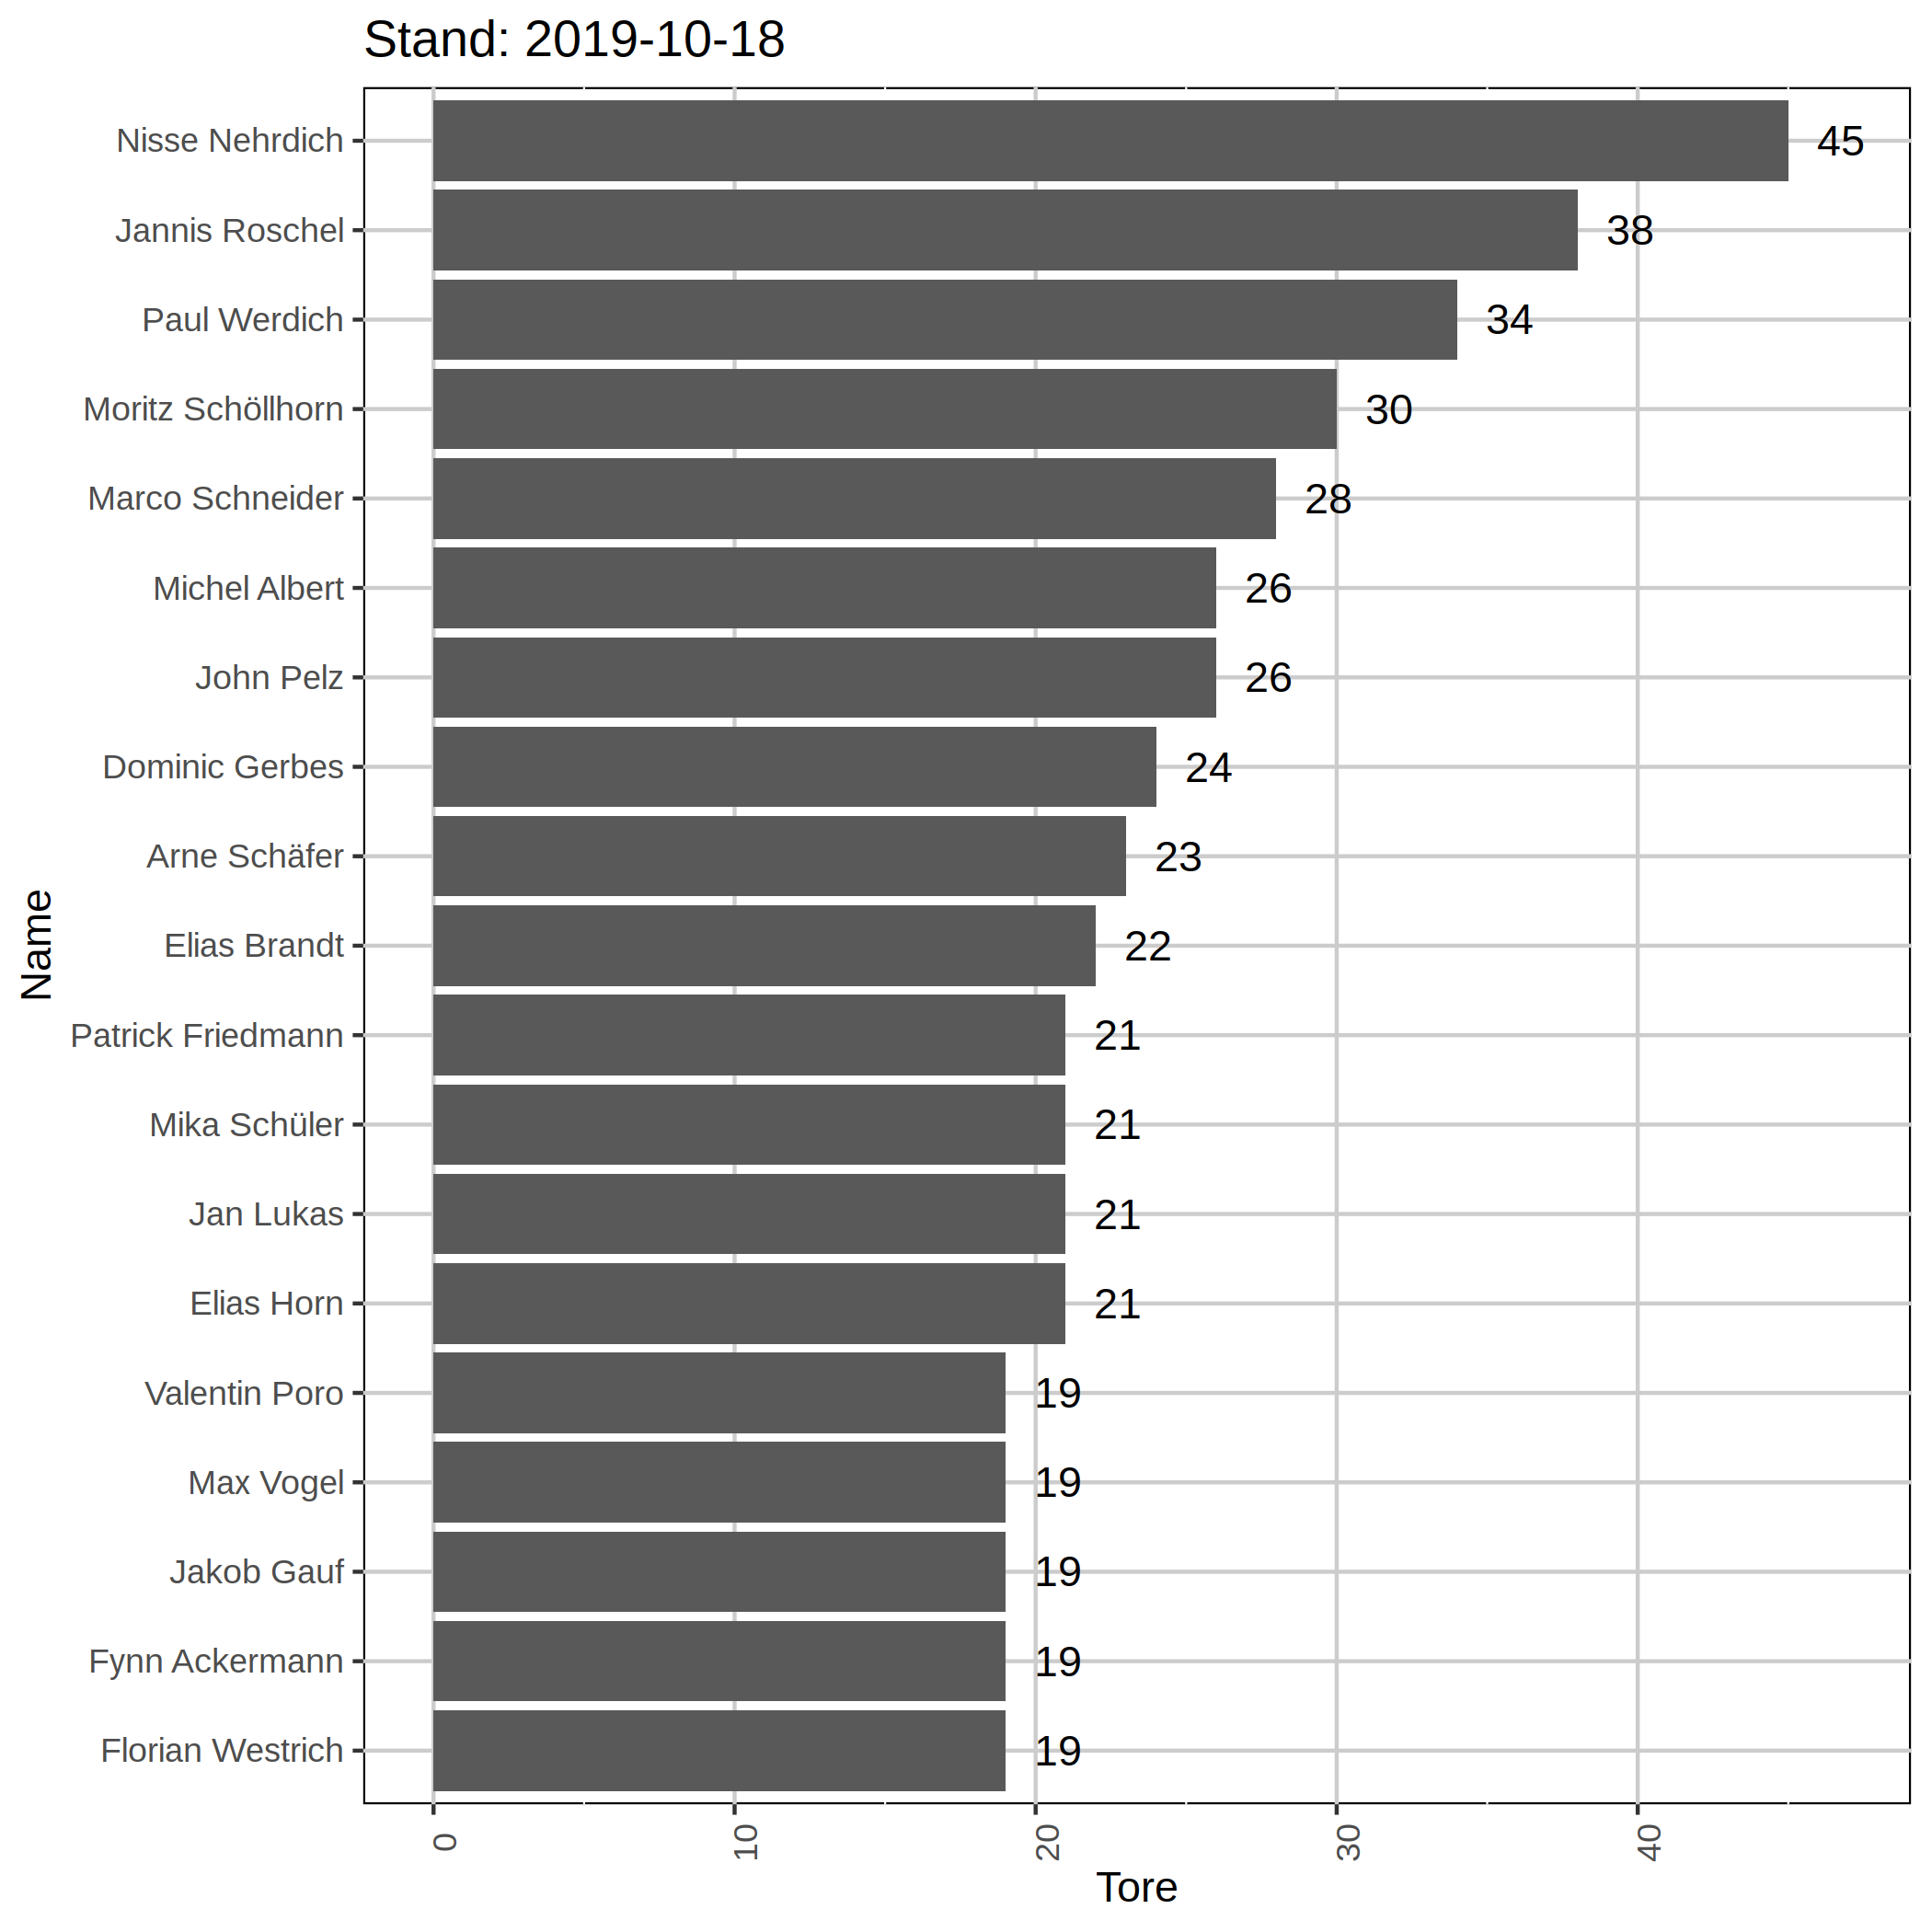 Stand: 2019-10-18
Nisse Nehrdich 45
Jannis Roschel 38
Paul Werdich 34
Moritz Schöllhorn 30
Marco Schneider 28
Michel Albert 26
John Pelz 26
Dominic Gerbes 24
Arne Schäfer 23
Elias Brandt 22
Patrick Friedmann 21
Mika Schüler 21
Jan Lukas 21
Elias Horn 21
Valentin Poro 19
Max Vogel 19
Jakob Gauf 19
Fynn Ackermann 19
Florian Westrich 19
Name
0 10 20 30 40
Tore